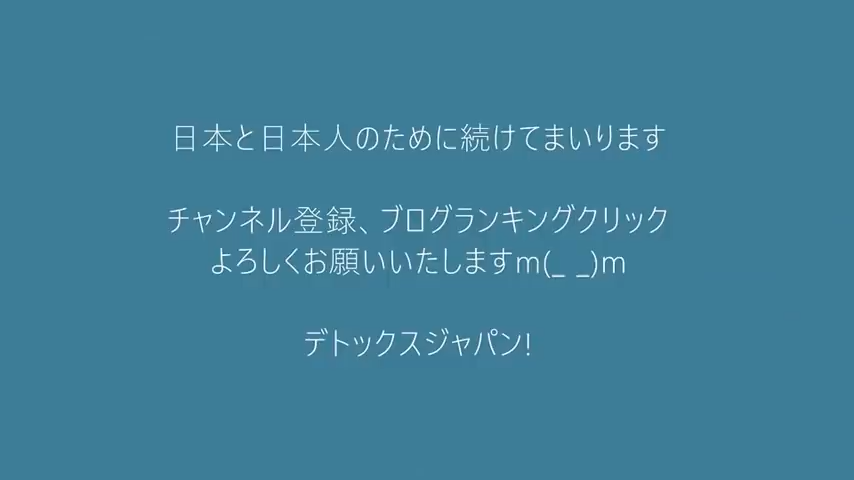 日本と日本人のために続けてまいります
チャンネル登録、ブログランキングクリック
よろしくお願いいたしますm(_ _)m
デトックスジャパン!